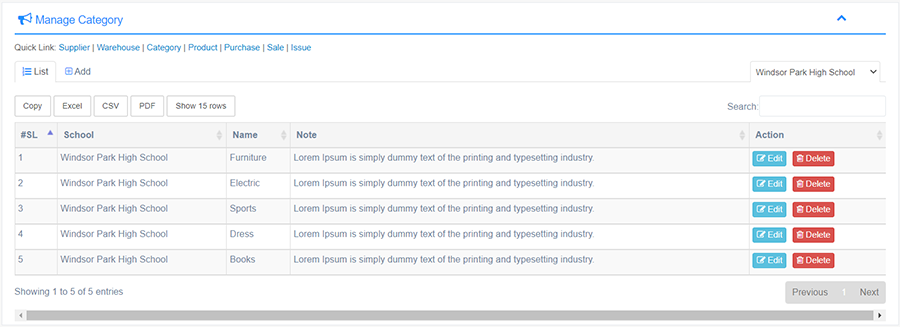 Manage Category
Quick Link: Supplier | Warehouse | Category | Product | Purchase | Sale | Issue
List Add Windsor Park High School
Copy Excel CSV PDF Show 15 rows Search:
#SL School Name Note Action
1 Windsor Park High School Furniture Lorem Ipsum is simply dummy text of the printing and typesetting industry. Edit Delete
2 Windsor Park High School Electric Lorem Ipsum is simply dummy text of the printing and typesetting industry. Edit Delete
3 Windsor Park High School Sports Lorem Ipsum is simply dummy text of the printing and typesetting industry. Edit Delete
4 Windsor Park High School Dress Lorem Ipsum is simply dummy text of the printing and typesetting industry. Edit Delete
5 Windsor Park High School Books Lorem Ipsum is simply dummy text of the printing and typesetting industry. Edit Delete
Showing 1 to 5 of 5 entries Previous 1 Next